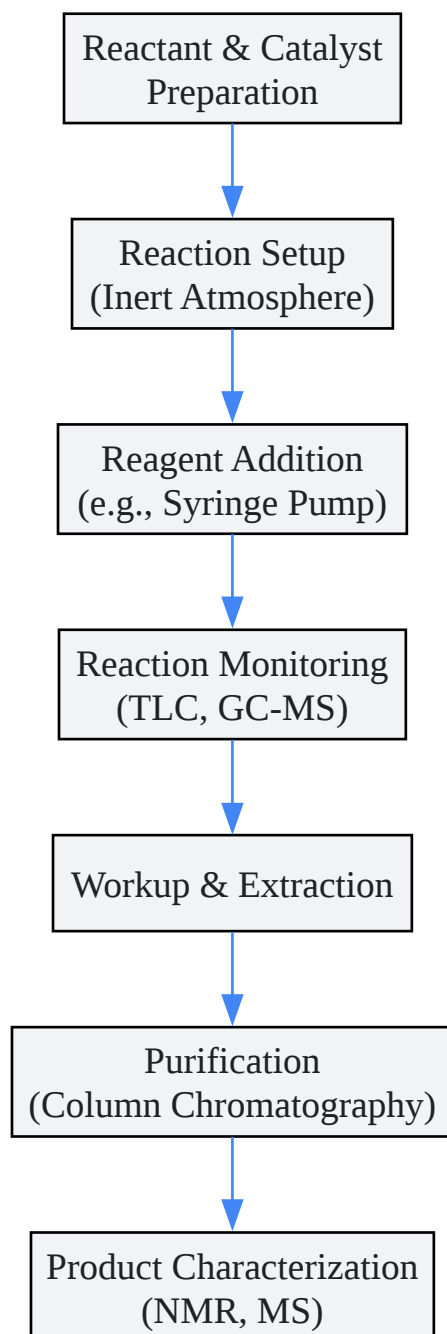 Reactant & Catalyst
Preparation
Reaction Setup
(Inert Atmosphere)
Reagent Addition
(e.g., Syringe Pump)
Reaction Monitoring
(TLC, GC-MS)
Workup & Extraction
Purification
(Column Chromatography)
Product Characterization
(NMR, MS)